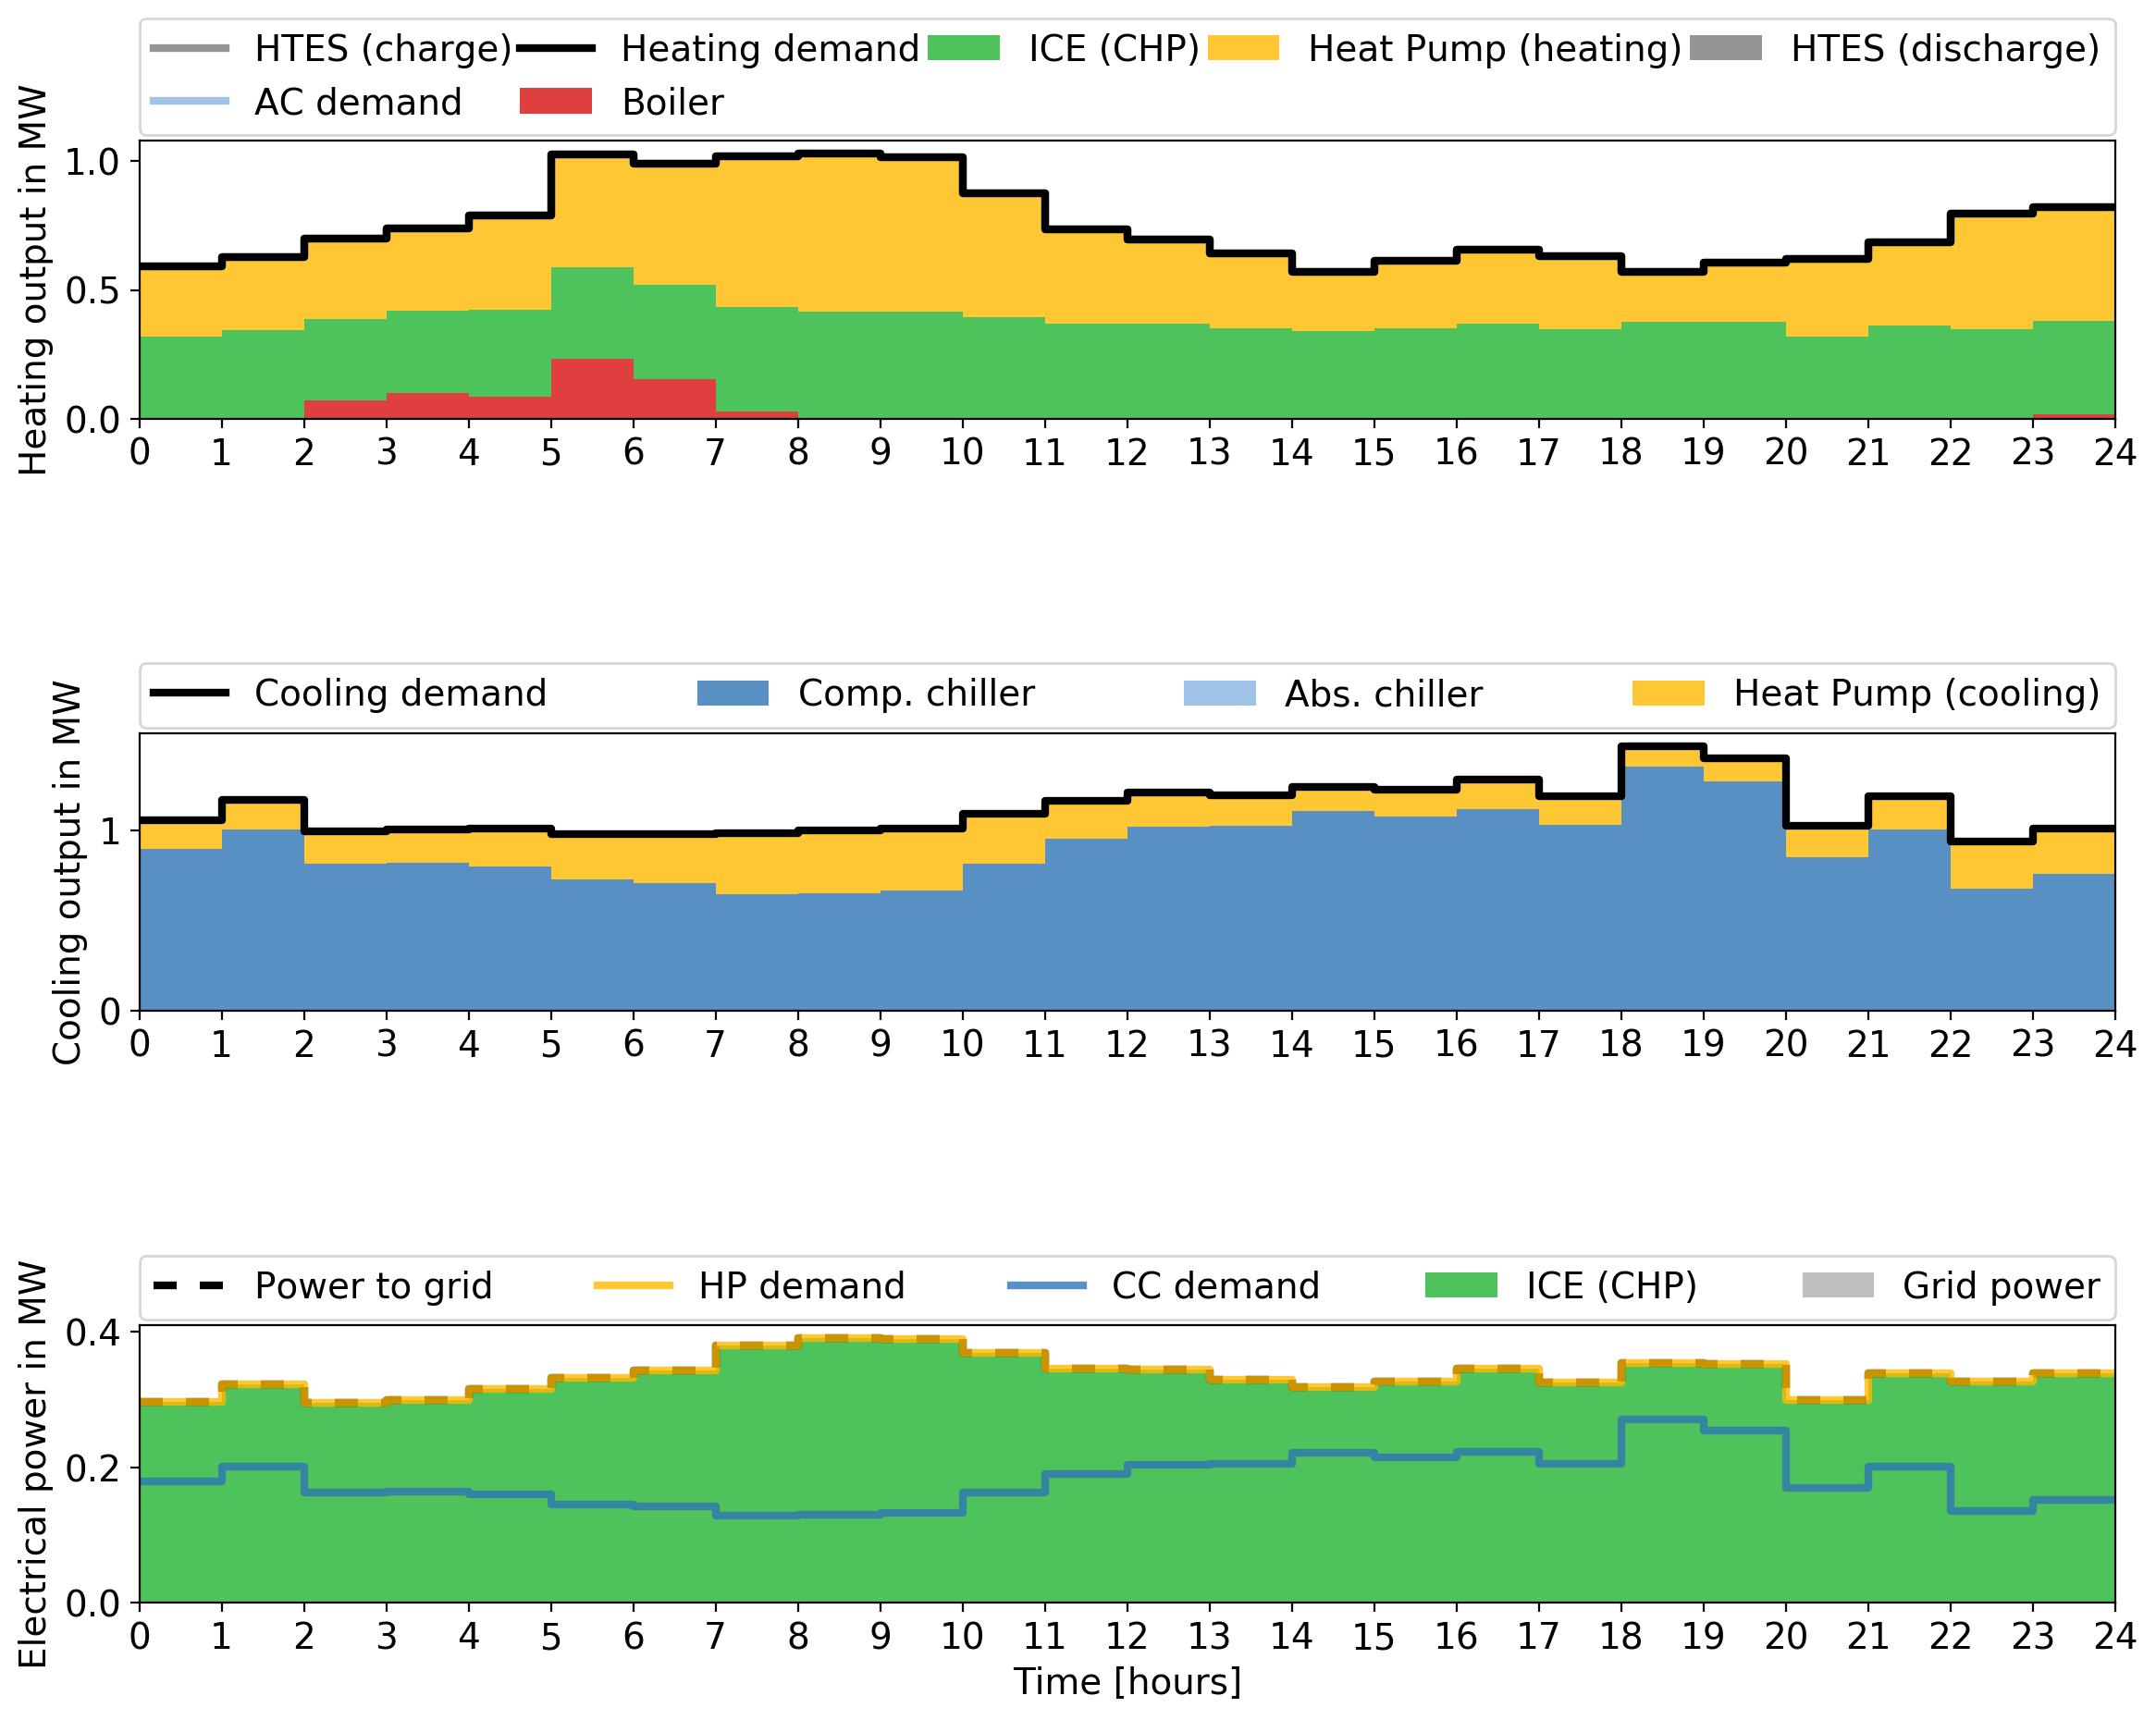 HTES (charge) Heating demand ICE (CHP) Heat Pump (heating) HTES (discharge)
AC demand Boiler
Heating output in MW
1.0
0.5
0.0
0 1 2 3 4 5 6 7 8 9 10 11 12 13 14 15 16 17 18 19 20 21 22 23 24
Cooling demand Comp. chiller Abs. chiller Heat Pump (cooling)
Cooling output in MW
1
0
0 1 2 3 4 5 6 7 8 9 10 11 12 13 14 15 16 17 18 19 20 21 22 23 24
Power to grid HP demand CC demand ICE (CHP) Grid power
Electrical power in MW
0.4
0.2
0.0
0 1 2 3 4 5 6 7 8 9 10 11 12 13 14 15 16 17 18 19 20 21 22 23 24
Time [hours]